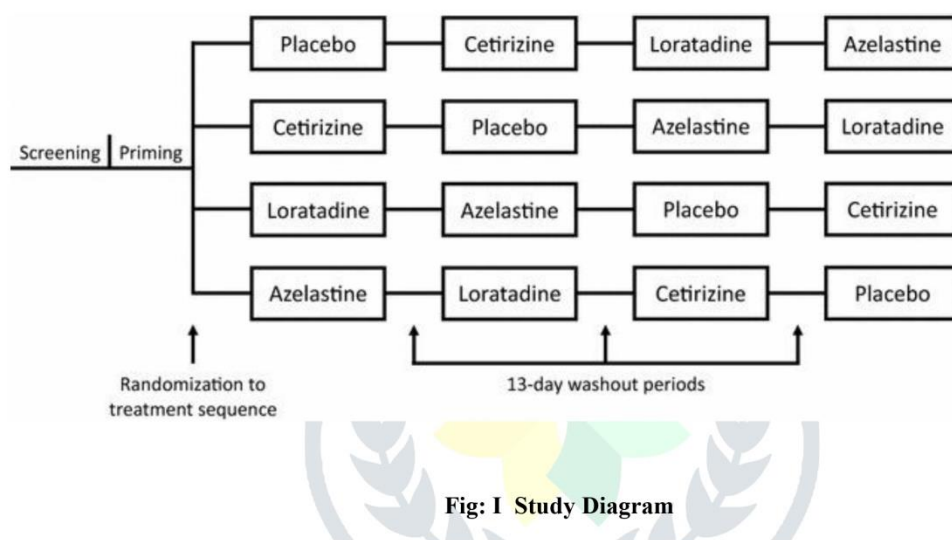 Placebo Cetirizine Loratadine Azelastine
Cetirizine Placebo Azelastine Loratadine
Screening Priming
Loratadine Azelastine Placebo Cetirizine
Azelastine Loratadine Cetirizine Placebo
Randomization to
treatment sequence
13-day washout periods
Fig: I Study Diagram